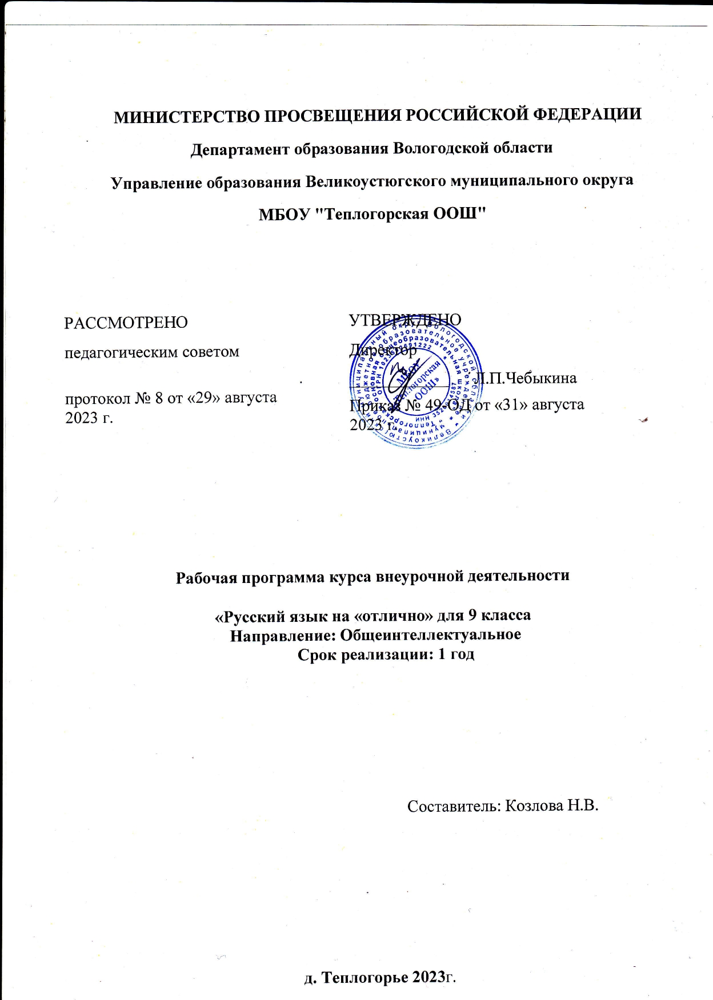 МИНИСТЕРСТВО ПРОСВЕЩЕНИЯ РОССИЙСКОЙ ФЕДЕРАЦИИ
Департамент образования Вологодской области
Управление образования Великоустюгского муниципального округа
МБОУ "Теплогорская ООШ"
РАССМОТРЕНО
педагогическим советом
протокол № 8 от «29» августа
2023 г.
УТВЕРЖДЕНО
Директор
Л.П.Чебыкина
Приказ № 49-ОД от «31» августа
2023 г.
МБОУ
Теплогорская
ООШ»
Рабочая программа курса внеурочной деятельности
«Русский язык на «отлично» для 9 класса
Направление: Общеинтеллектуальное
Срок реализации: 1 год
Составитель: Козлова Н.В.
д. Теплогорье 2023г.